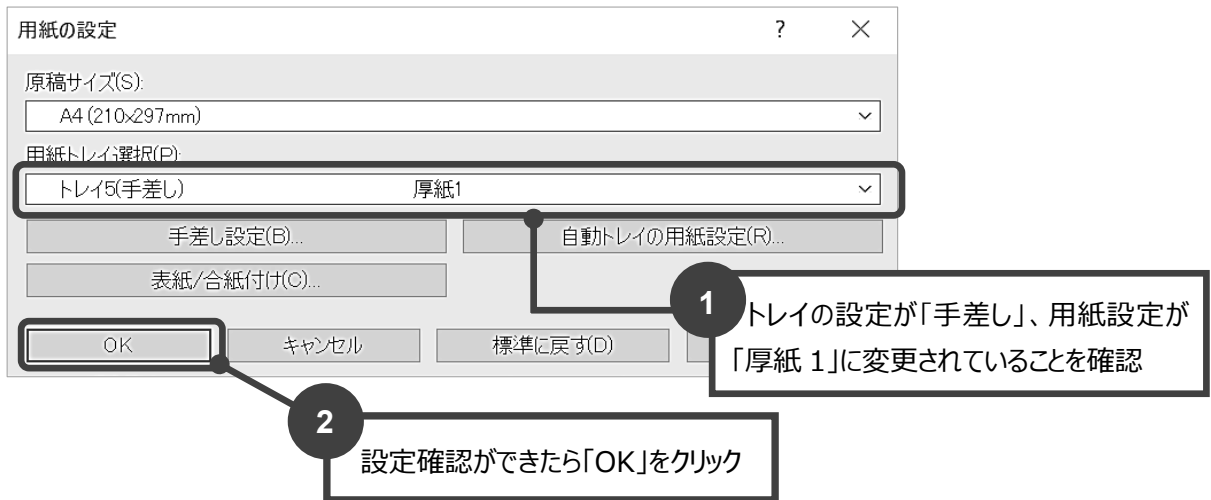 用紙の設定 ?
原稿サイズ(S):
A4 (210x297mm)
用紙トレイ選択(P):
トレイ5(手差し) 厚紙1
手差し設定(B)... 自動トレイの用紙設定(R)...
表紙/合紙付け(C)...
OK キャンセル 標準に戻す(D)
1
トレイの設定が「手差し」、用紙設定が
「厚紙 1」に変更されていることを確認
2
設定確認ができたら「OK」をクリック